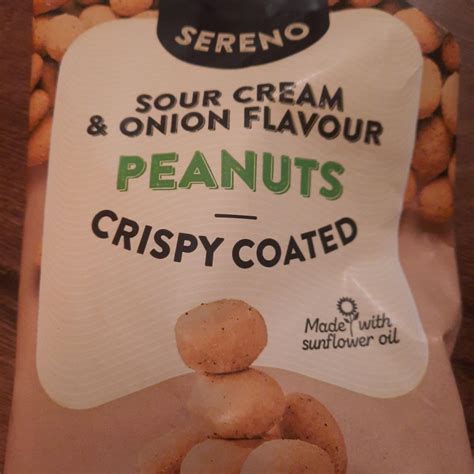 SERENO
SOUR CREAM
& ONION FLAVOUR
PEANUTS
CRISPY COATED
Made with
sunflower oil